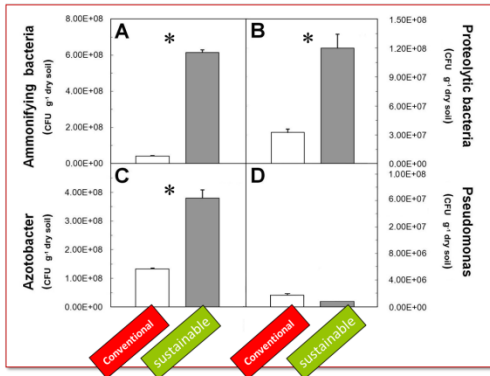 A
*
B
*
8.00E+08
6.00E+08
4.00E+08
2.00E+08
0.00E+00
Ammonifying bacteria
(CFU g⁻¹ dry soil)
1.50E+08
1.20E+08
9.00E+07
6.00E+07
3.00E+07
0.00E+00
Proteolytic bacteria
(CFU g⁻¹ dry soil)
C
*
D
4.00E+08
3.00E+08
2.00E+08
1.00E+08
0.00E+00
Azotobacter
(CFU g⁻¹ dry soil)
1.00E+08
6.00E+07
2.00E+07
8.00E+06
4.00E+06
0.00E+00
Pseudomonas
(CFU g⁻¹ dry soil)
Conventional
sustainable
Conventional
sustainable